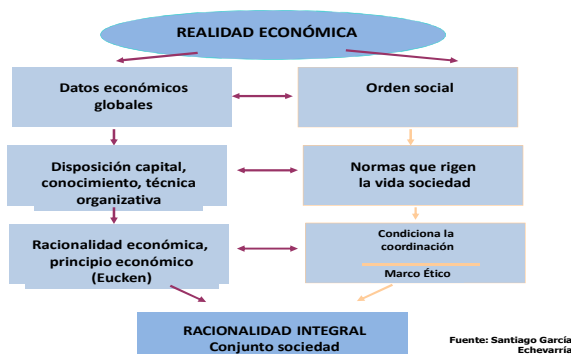 REALIDAD ECONÓMICA
Datos económicos
globales
Orden social
Disposición capital,
conocimiento, técnica
organizativa
Normas que rigen
la vida sociedad
Racionalidad económica,
principio económico
(Eucken)
Condiciona la
coordinación
Marco Ético
RACIONALIDAD INTEGRAL
Conjunto sociedad
Fuente: Santiago García
Echevarría